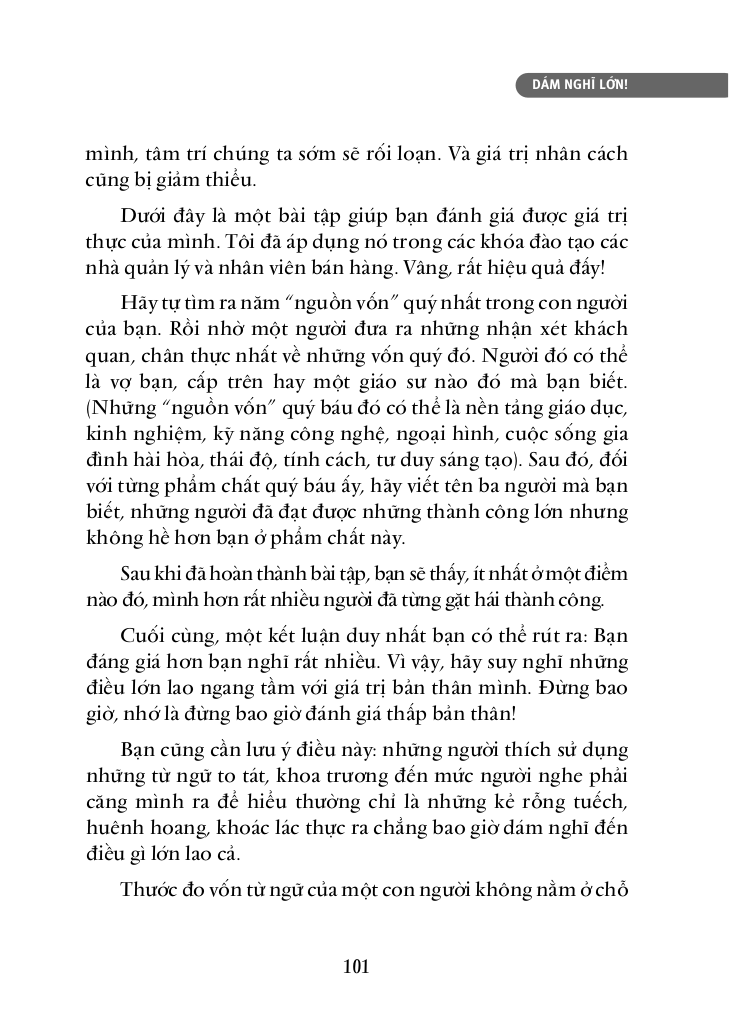 DÁM NGHĨ LỚN!
mình, tâm trí chúng ta sớm sẽ rối loạn. Và giá trị nhân cách
cũng bị giảm thiểu.
Dưới đây là một bài tập giúp bạn đánh giá được giá trị
thực của mình. Tôi đã áp dụng nó trong các khóa đào tạo các
nhà quản lý và nhân viên bán hàng. Vâng, rất hiệu quả đấy!
Hãy tự tìm ra năm “nguồn vốn” quý nhất trong con người
của bạn. Rồi nhờ một người đưa ra những nhận xét khách
quan, chân thực nhất về những vốn quý đó. Người đó có thể
là vợ bạn, cấp trên hay một giáo sư nào đó mà bạn biết.
(Những “nguồn vốn” quý báu đó có thể là nền tảng giáo dục,
kinh nghiệm, kỹ năng công nghệ, ngoại hình, cuộc sống gia
đình hài hòa, thái độ, tính cách, tư duy sáng tạo). Sau đó, đối
với từng phẩm chất quý báu ấy, hãy viết tên ba người mà bạn
biết, những người đã đạt được những thành công lớn nhưng
không hề hơn bạn ở phẩm chất này.
Sau khi đã hoàn thành bài tập, bạn sẽ thấy, ít nhất ở một điểm
nào đó, mình hơn rất nhiều người đã từng gặt hái thành công.
Cuối cùng, một kết luận duy nhất bạn có thể rút ra: Bạn
đáng giá hơn bạn nghĩ rất nhiều. Vì vậy, hãy suy nghĩ những
điều lớn lao ngang tầm với giá trị bản thân mình. Đừng bao
giờ, nhớ là đừng bao giờ đánh giá thấp bản thân!
Bạn cũng cần lưu ý điều này: những người thích sử dụng
những từ ngữ to tát, khoa trương đến mức người nghe phải
căng mình ra để hiểu thường chỉ là những kẻ rỗng tuếch,
huênh hoang, khoác lác thực ra chẳng bao giờ dám nghĩ đến
điều gì lớn lao cả.
Thước đo vốn từ ngữ của một con người không nằm ở chỗ
101